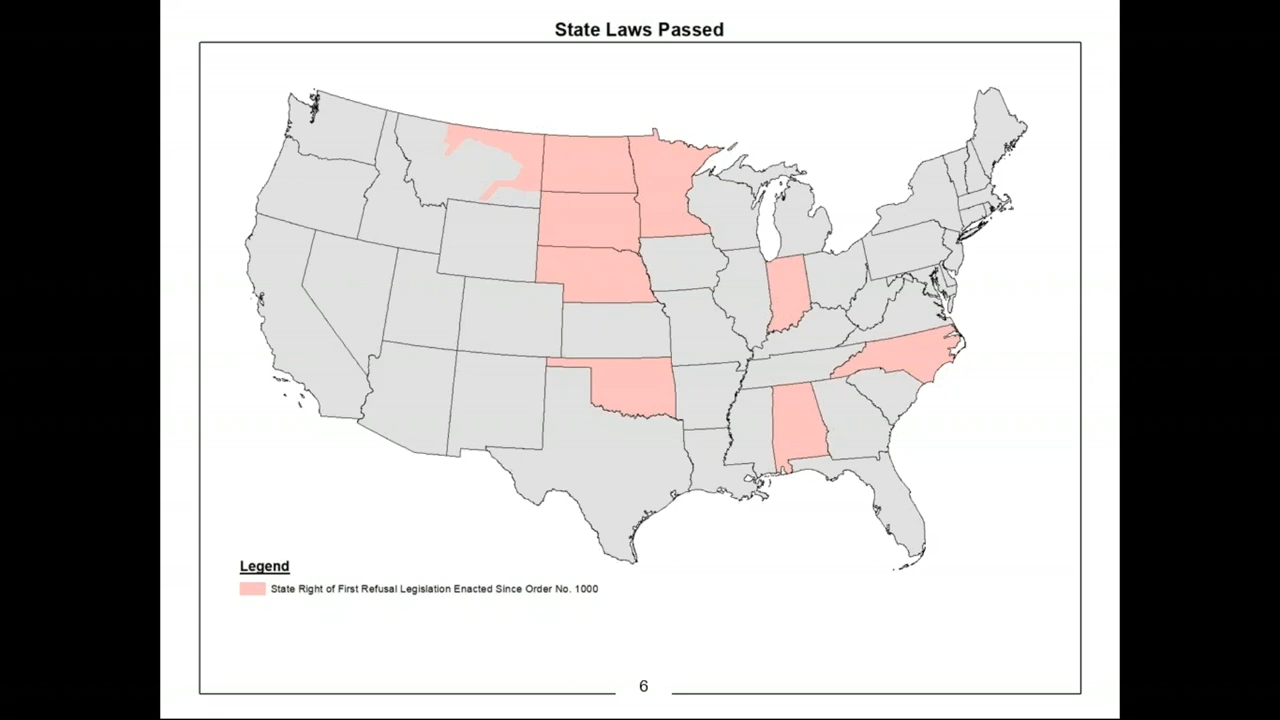 State Laws Passed
Legend
State Right of First Refusal Legislation Enacted Since Order No. 1000
6